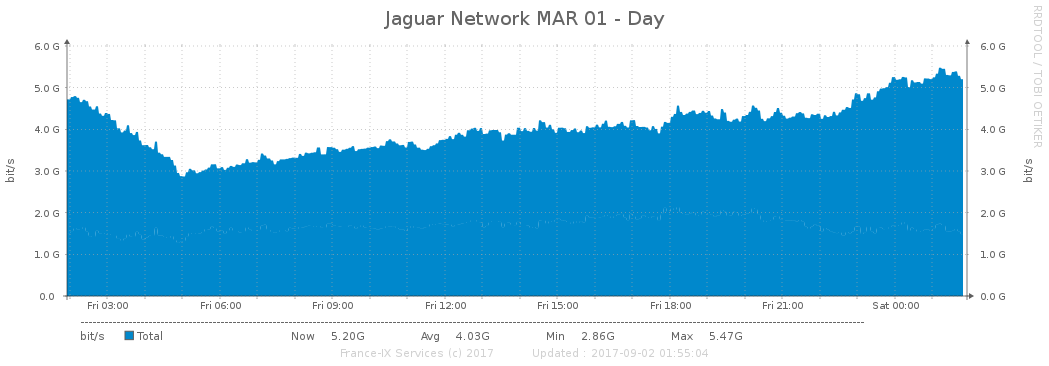 Jaguar Network MAR 01 - Day
RRDTOOL / TOBI OETIKER
bit/s
6.0 G
5.0 G
4.0 G
3.0 G
2.0 G
1.0 G
0.0
6.0 G
5.0 G
4.0 G
3.0 G
2.0 G
1.0 G
0.0 G
bit/s
Fri 03:00 Fri 06:00 Fri 09:00 Fri 12:00 Fri 15:00 Fri 18:00 Fri 21:00 Sat 00:00
bit/s Total Now 5.20G Avg 4.03G Min 2.86G Max 5.47G
France-IX Services (c) 2017 Updated : 2017-09-02 01:55:04